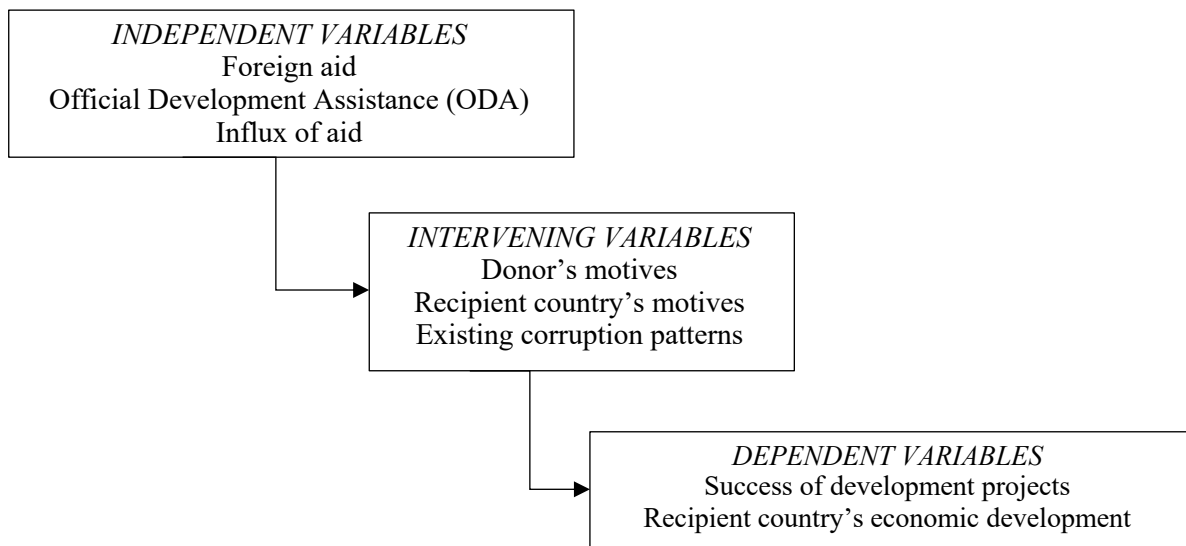 INDEPENDENT VARIABLES
Foreign aid
Official Development Assistance (ODA)
Influx of aid
INTERVENING VARIABLES
Donor’s motives
Recipient country’s motives
Existing corruption patterns
DEPENDENT VARIABLES
Success of development projects
Recipient country’s economic development